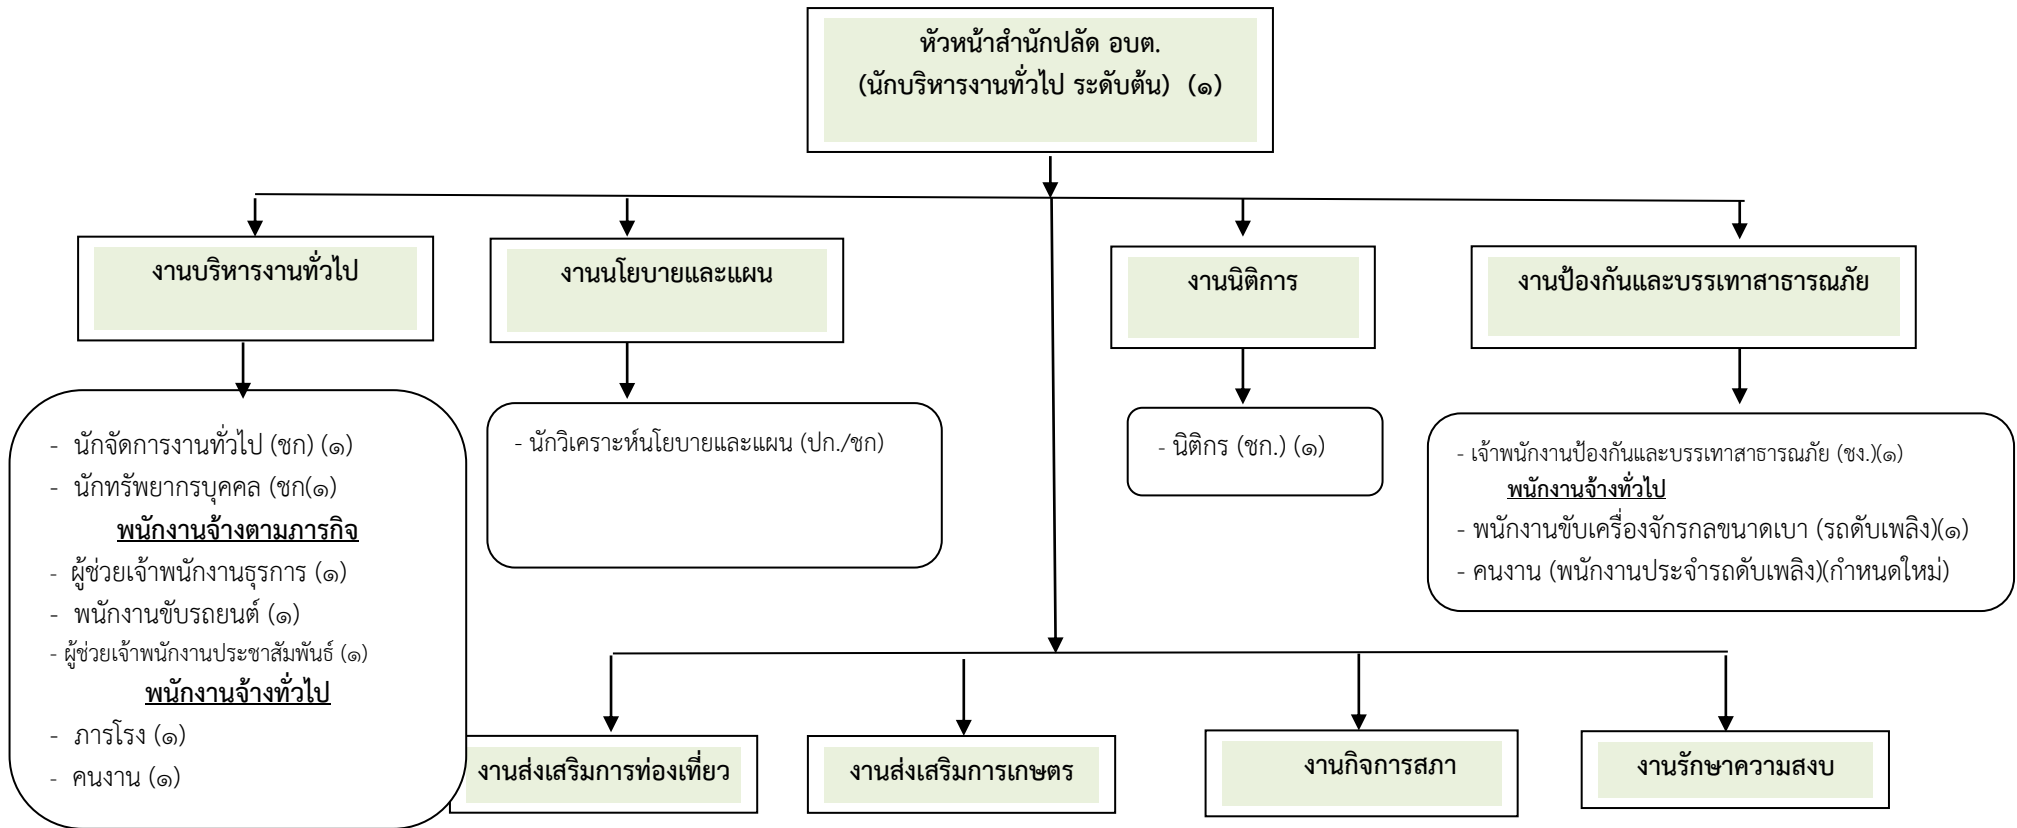 หัวหน้าสำนักปลัด อบต.
(นักบริหารงานทั่วไป ระดับต้น) (๑)
งานบริหารงานทั่วไป
งานนโยบายและแผน
งานนิติการ
งานป้องกันและบรรเทาสาธารณภัย
- นักจัดการงานทั่วไป (ชก) (๑)
- นักทรัพยากรบุคคล (ชก(๑)
พนักงานจ้างตามภารกิจ
- ผู้ช่วยเจ้าพนักงานธุรการ (๑)
- พนักงานขับรถยนต์ (๑)
- ผู้ช่วยเจ้าพนักงานประชาสัมพันธ์ (๑)
พนักงานจ้างทั่วไป
- ภารโรง (๑)
- คนงาน (๑)
- นักวิเคราะห์นโยบายและแผน (ปก./ชก)
- นิติกร (ชก.) (๑)
- เจ้าพนักงานป้องกันและบรรเทาสาธารณภัย (ชง.)(๑)
พนักงานจ้างทั่วไป
- พนักงานขับเครื่องจักรกลขนาดเบา (รถดับเพลิง)(๑)
- คนงาน (พนักงานประจำรถดับเพลิง)(กำหนดใหม่)
งานส่งเสริมการท่องเที่ยว
งานส่งเสริมการเกษตร
งานกิจการสภา
งานรักษาความสงบ